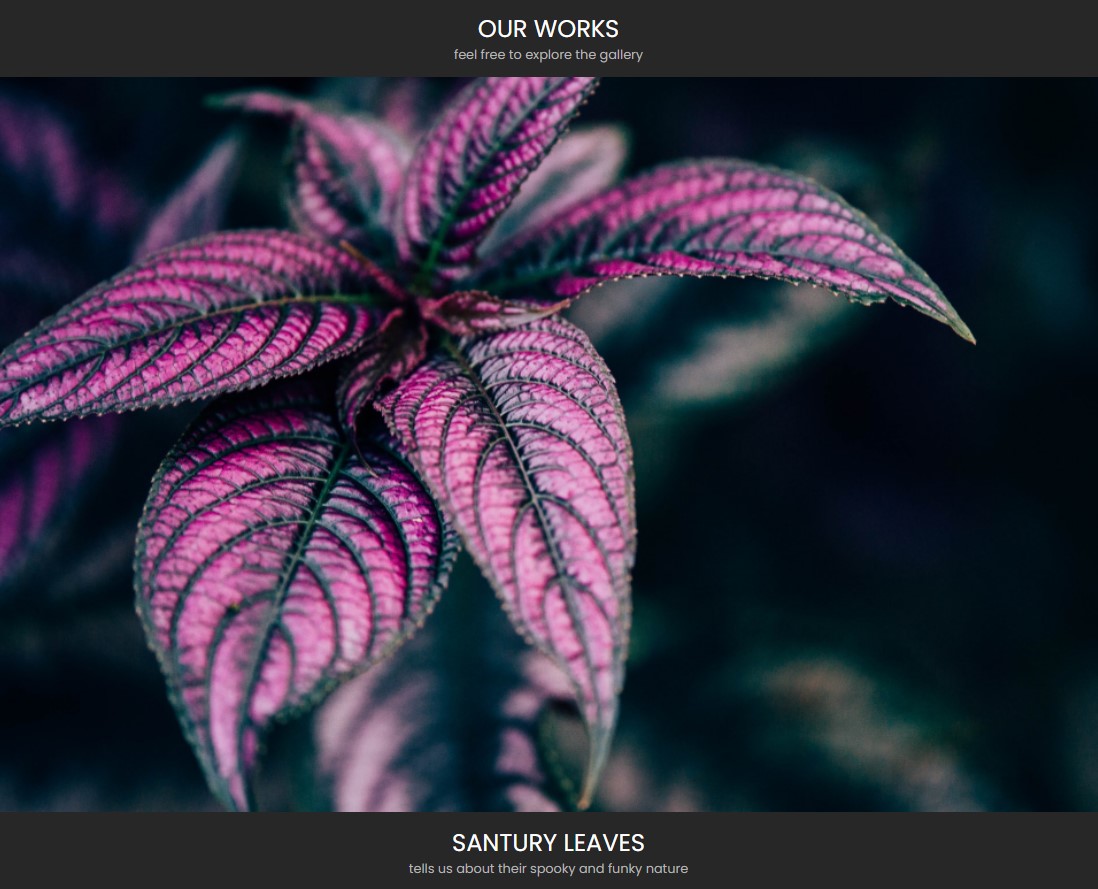 OUR WORKS
feel free to explore the gallery
SANTURY LEAVES
tells us about their spooky and funky nature